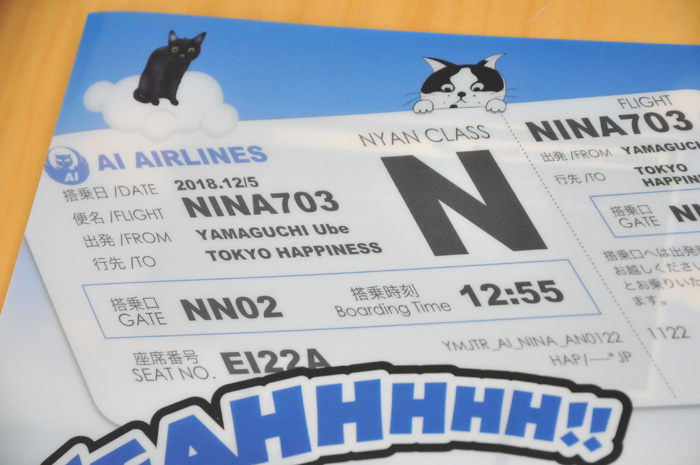 AI AIRLINES
AI
搭乗日/DATE 2018.12/5
便名/FLIGHT NINA703
出発/FROM YAMAGUCHI Ube
行先/TO TOKYO HAPPINESS
NYAN CLASS
N
搭乗口 GATE NN02
搭乗時刻 Boarding Time 12:55
座席番号 SEAT NO. EI22A
YMJTR_AI_NINA_AN0122
HAP/----*JP
FLIGHT
NINA703
出発/FROM
行先/TO TOKYO
搭乗口 GATE
搭乗口へは出発
お越しください
とお乗りいた
ます。
1122